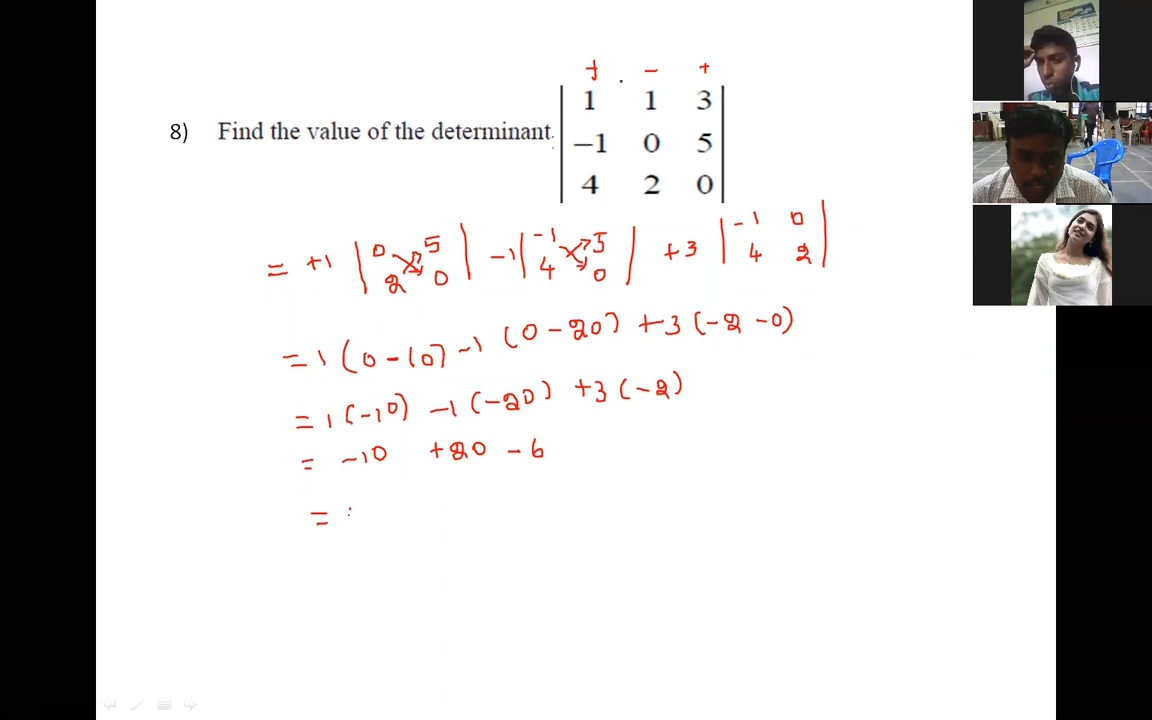 + - +
8) Find the value of the determinant
| 1 1 3 |
| −1 0 5 |
| 4 2 0 |
= +1 | 0 5 | -1 | -1 5 | +3 | -1 0 |
| 2 0 | | 4 0 | | 4 2 |
= 1 (0 - 10) -1 (0 - 20) +3 (-2 -0)
= 1 (-10) -1 (-20) +3 (-2)
= -10 +20 -6
=